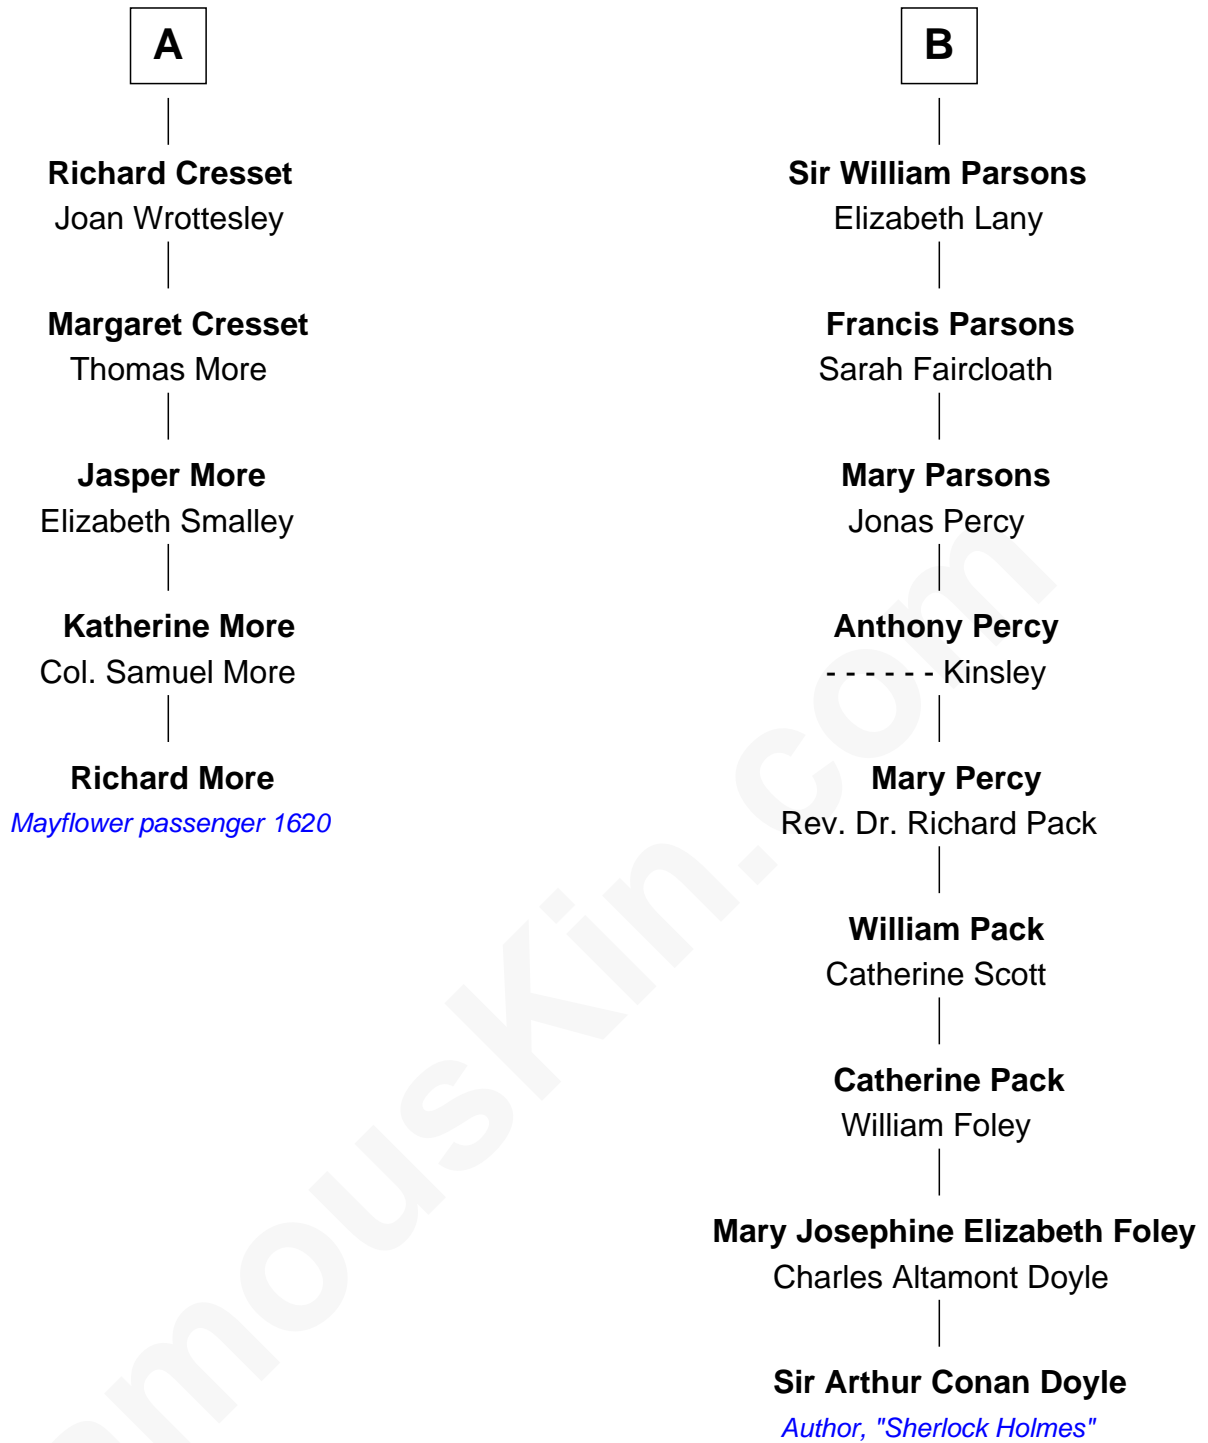 A
Richard Cresset
Joan Wrottesley
Margaret Cresset
Thomas More
Jasper More
Elizabeth Smalley
Katherine More
Col. Samuel More
Richard More
Mayflower passenger 1620
B
Sir William Parsons
Elizabeth Lany
Francis Parsons
Sarah Faircloath
Mary Parsons
Jonas Percy
Anthony Percy
- - - - - - Kinsley
Mary Percy
Rev. Dr. Richard Pack
William Pack
Catherine Scott
Catherine Pack
William Foley
Mary Josephine Elizabeth Foley
Charles Altamont Doyle
Sir Arthur Conan Doyle
Author, "Sherlock Holmes"
amousKin.com